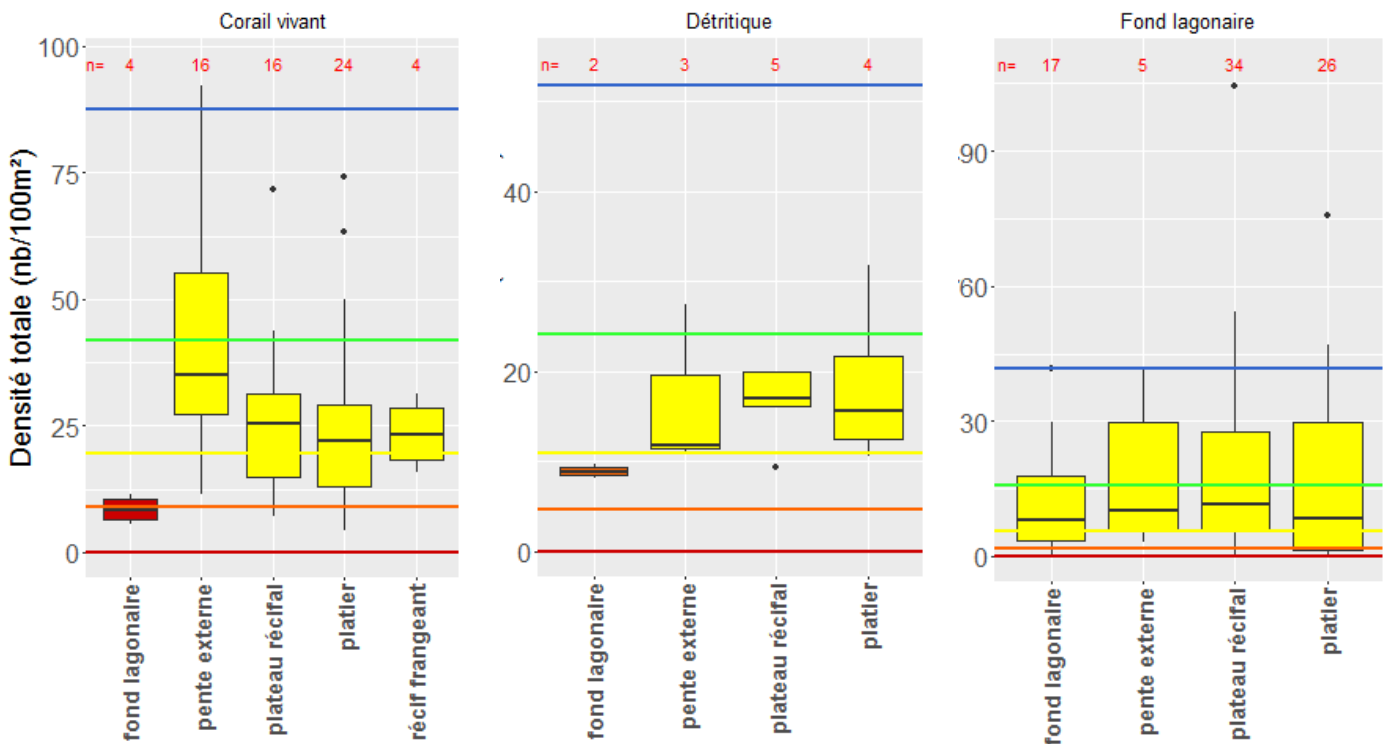 Corail vivant
Densité totale (nb/100m²)
100
75
50
25
0
n= 4 16 16 24 4
fond lagonaire
pente externe
plateau récifal
platier
récif frangeant
Détritique
40
20
0
n= 2 3 5 4
fond lagonaire
pente externe
plateau récifal
platier
Fond lagonaire
90
60
30
0
n= 17 5 34 26
fond lagonaire
pente externe
plateau récifal
platier